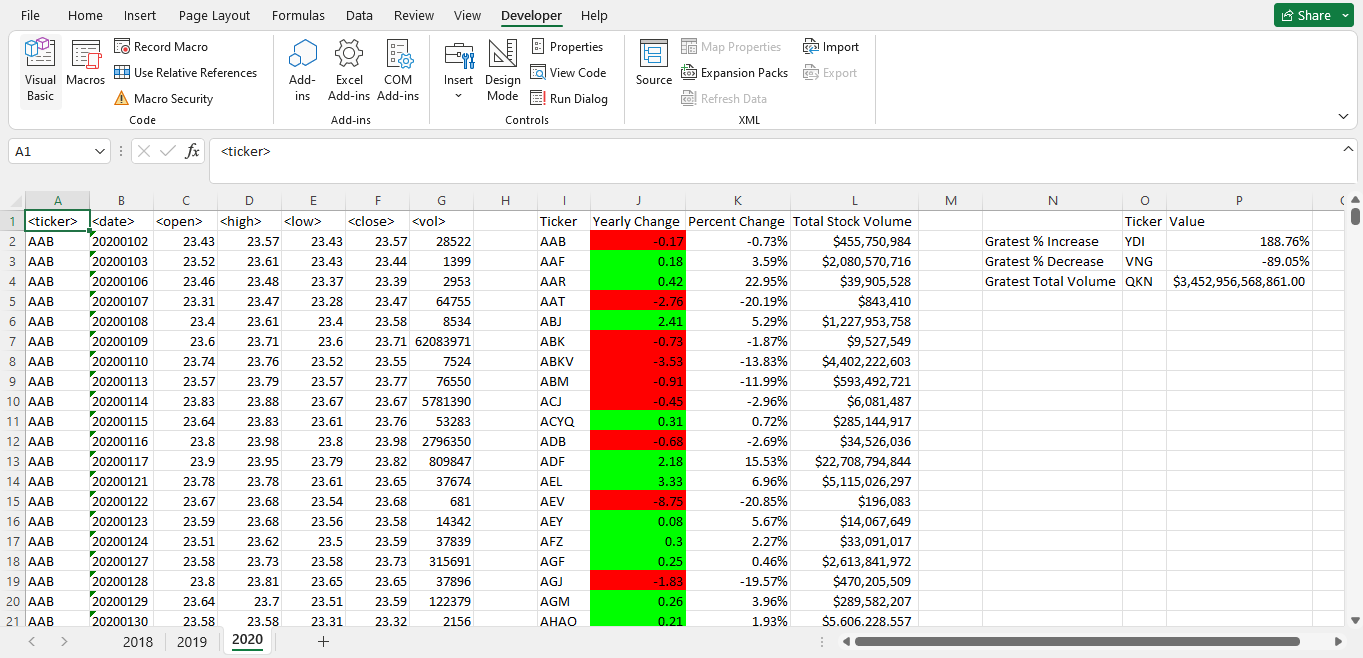 File Home Insert Page Layout Formulas Data Review View Developer Help Share
Visual Basic Macros Record Macro Use Relative References Macro Security Code
Add-ins Excel Add-ins COM Add-ins Add-ins
Insert Design Mode Properties View Code Run Dialog Controls
Source Map Properties Expansion Packs Refresh Data Import Export XML
A1 fx <ticker>
A B C D E F G H I J K L M N O P
1 <ticker> <date> <open> <high> <low> <close> <vol> Ticker Yearly Change Percent Change Total Stock Volume Ticker Value
2 AAB 20200102 23.43 23.57 23.43 23.57 28522 AAB -0.17 -0.73% $455,750,984 Gratest % Increase YDI 188.76%
3 AAB 20200103 23.52 23.61 23.43 23.44 1399 AAF 0.18 3.59% $2,080,570,716 Gratest % Decrease VNG -89.05%
4 AAB 20200106 23.46 23.48 23.37 23.39 2953 AAR 0.42 22.95% $39,905,528 Gratest Total Volume QKN $3,452,956,568,861.00
5 AAB 20200107 23.31 23.47 23.28 23.47 64755 AAT -2.76 -20.19% $843,410
6 AAB 20200108 23.4 23.61 23.4 23.58 8534 ABJ 2.41 5.29% $1,227,953,758
7 AAB 20200109 23.6 23.71 23.6 23.71 62083971 ABK -0.73 -1.87% $9,527,549
8 AAB 20200110 23.74 23.76 23.52 23.55 7524 ABKV -3.53 -13.83% $4,402,222,603
9 AAB 20200113 23.57 23.79 23.57 23.77 76550 ABM -0.91 -11.99% $593,492,721
10 AAB 20200114 23.83 23.88 23.67 23.67 5781390 ACJ -0.45 -2.96% $6,081,487
11 AAB 20200115 23.64 23.83 23.61 23.76 53283 ACYQ 0.31 0.72% $285,144,917
12 AAB 20200116 23.8 23.98 23.8 23.98 2796350 ADB -0.68 -2.69% $34,526,036
13 AAB 20200117 23.9 23.95 23.79 23.82 809847 ADF 2.18 15.53% $22,708,794,844
14 AAB 20200121 23.78 23.78 23.61 23.65 37674 AEL 3.33 6.96% $5,115,026,297
15 AAB 20200122 23.67 23.68 23.54 23.68 681 AEV -8.75 -20.85% $196,083
16 AAB 20200123 23.59 23.68 23.56 23.58 14342 AEY 0.08 5.67% $14,067,649
17 AAB 20200124 23.51 23.62 23.5 23.59 37839 AFZ 0.3 2.27% $33,091,017
18 AAB 20200127 23.58 23.73 23.58 23.73 315691 AGF 0.25 0.46% $2,613,841,972
19 AAB 20200128 23.8 23.81 23.65 23.65 37896 AGJ -1.83 -19.57% $470,205,509
20 AAB 20200129 23.64 23.7 23.51 23.59 122379 AGM 0.26 3.96% $289,582,207
21 AAB 20200130 23.58 23.58 23.31 23.32 2156 AHAO 0.21 1.93% $5,606,228,557
2018 2019 2020